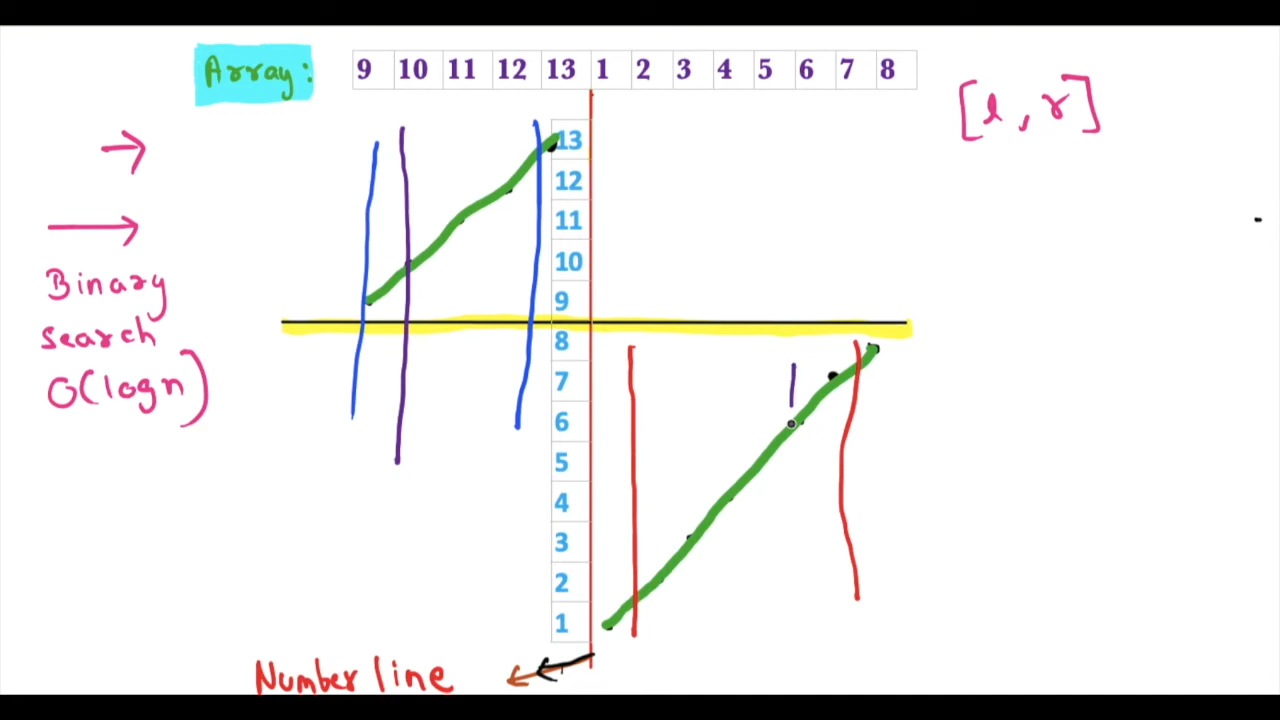 Array: 9 10 11 12 13 1 2 3 4 5 6 7 8
[l, r]
13
12
11
10
9
8
7
6
5
4
3
2
1
Binary
search
O(logn)
Number line